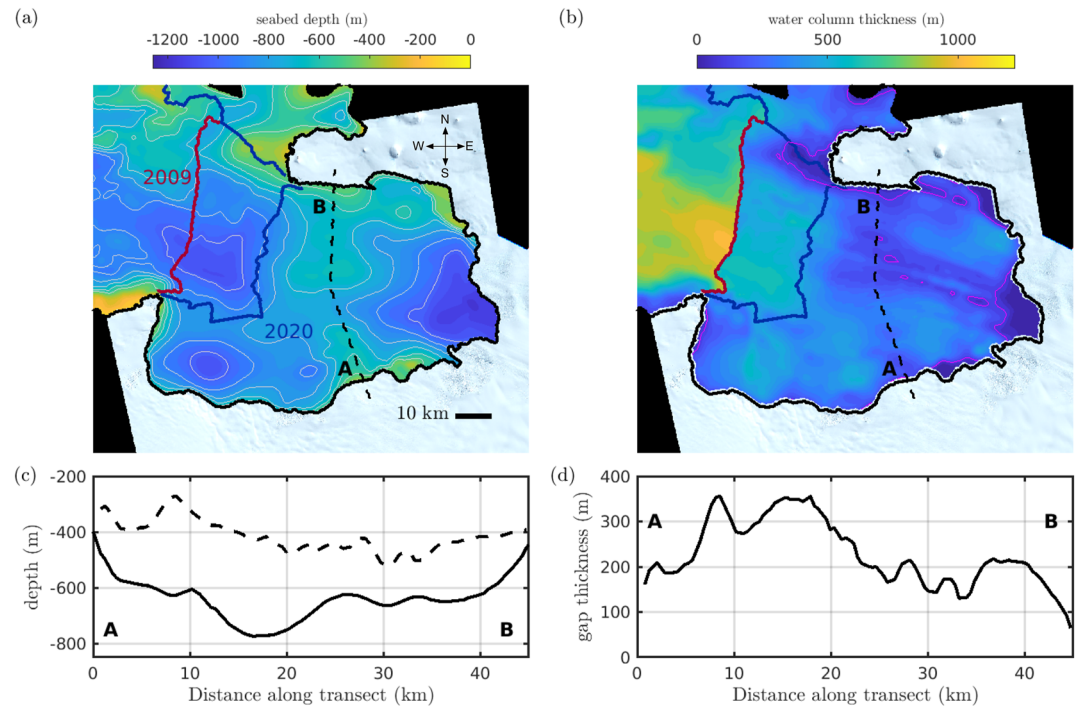 (a)
seabed depth (m)
-1200 -1000 -800 -600 -400 -200 0
N
W E
S
2009
B
2020
A
10 km
(b)
water column thickness (m)
0 500 1000
B
A
(c)
-200
-400
-600
-800
depth (m)
A B
0 10 20 30 40
Distance along transect (km)
(d)
400
300
200
100
0
gap thickness (m)
A B
0 10 20 30 40
Distance along transect (km)